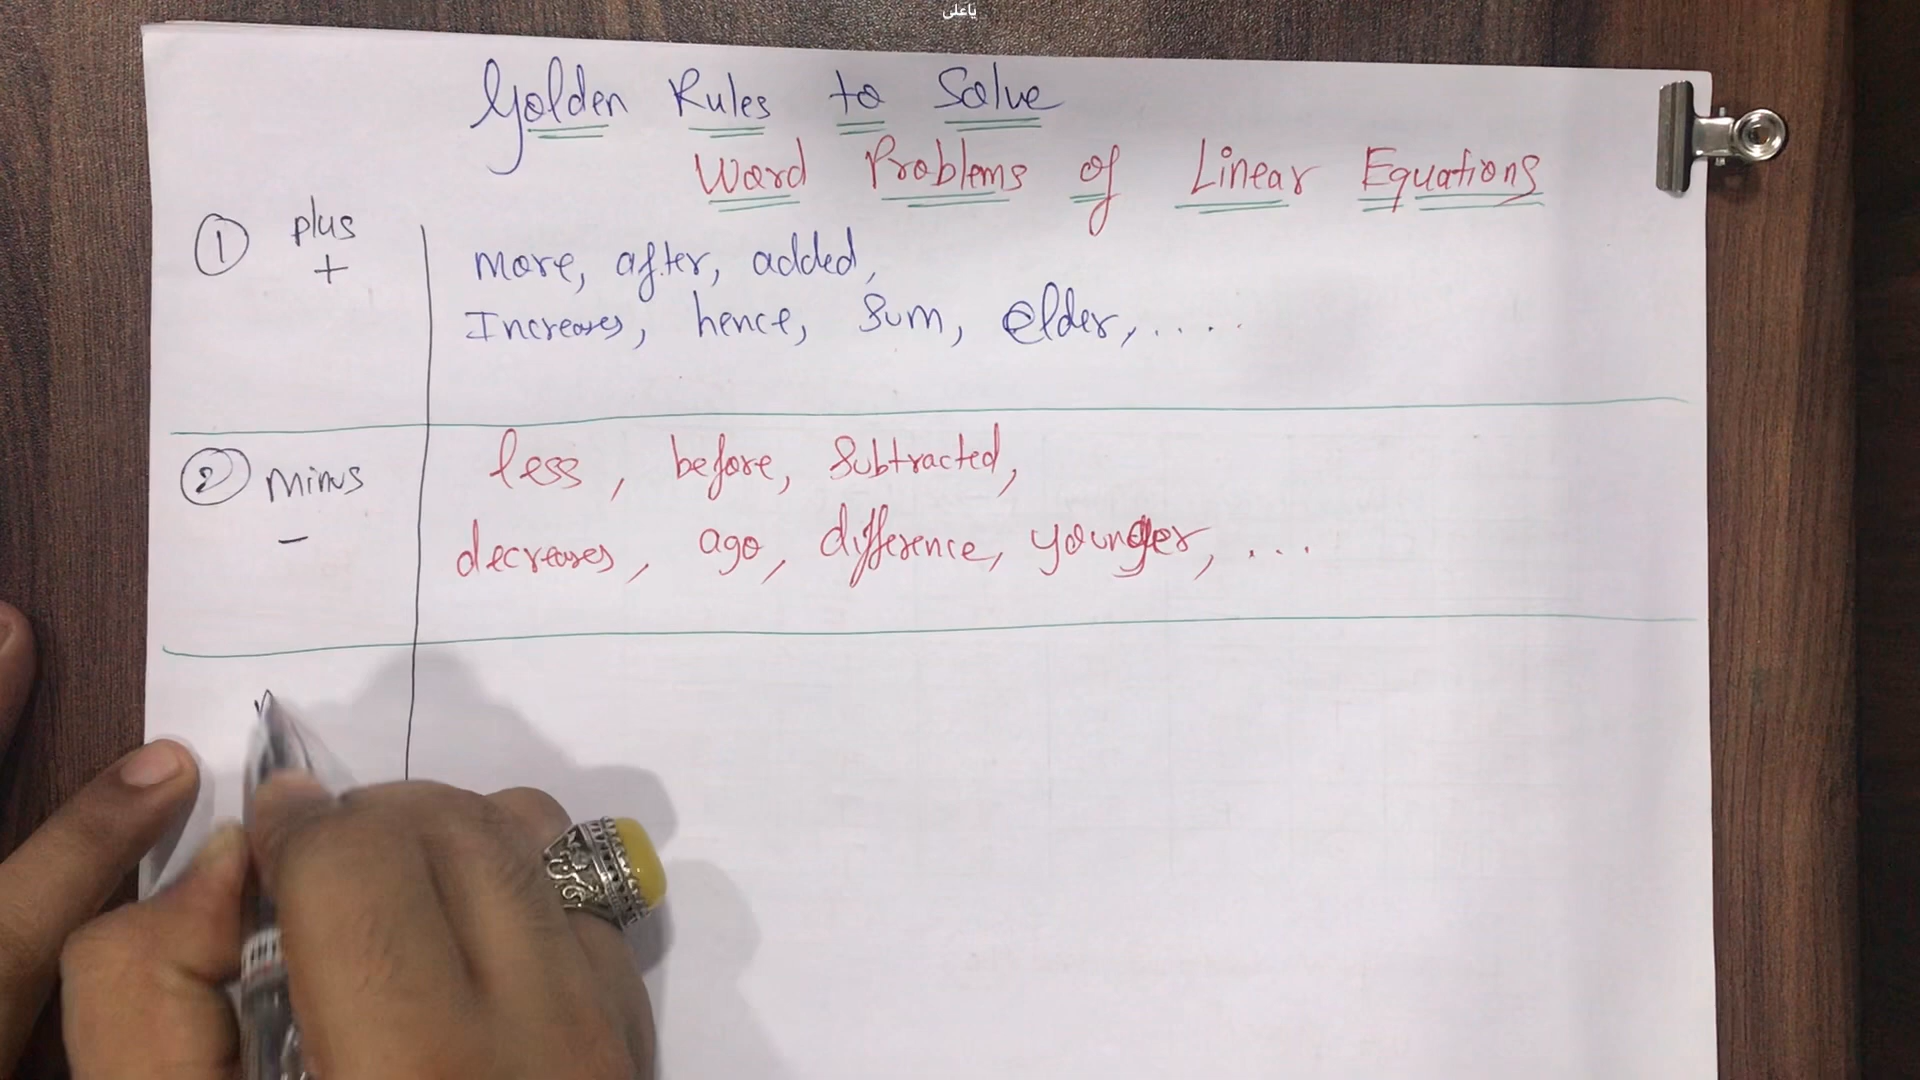 یاعلی
Golden Rules to Solve
Word Problems of Linear Equations
① plus
+
more, after, added,
Increases, hence, Sum, elder, ....
② Minus
-
less, before, Subtracted,
decreases, ago, difference, younger, ...